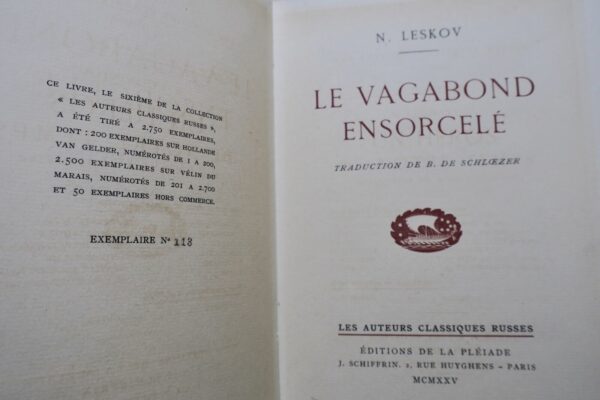 CE LIVRE, LE SIXIÈME DE LA COLLECTION
« LES AUTEURS CLASSIQUES RUSSES »,
A ÉTÉ TIRÉ A 2.750 EXEMPLAIRES,
DONT : 200 EXEMPLAIRES SUR HOLLANDE
VAN GELDER, NUMÉROTÉS DE 1 A 200,
2.500 EXEMPLAIRES SUR VÉLIN DU
MARAIS, NUMÉROTÉS DE 201 A 2.700
ET 50 EXEMPLAIRES HORS COMMERCE.
EXEMPLAIRE N° 113
N. LESKOV
LE VAGABOND
ENSORCELÉ
TRADUCTION DE B. DE SCHLŒZER
LES AUTEURS CLASSIQUES RUSSES
ÉDITIONS DE LA PLÉIADE
J. SCHIFFRIN. 2, RUE HUYGHENS – PARIS
MCMXXV